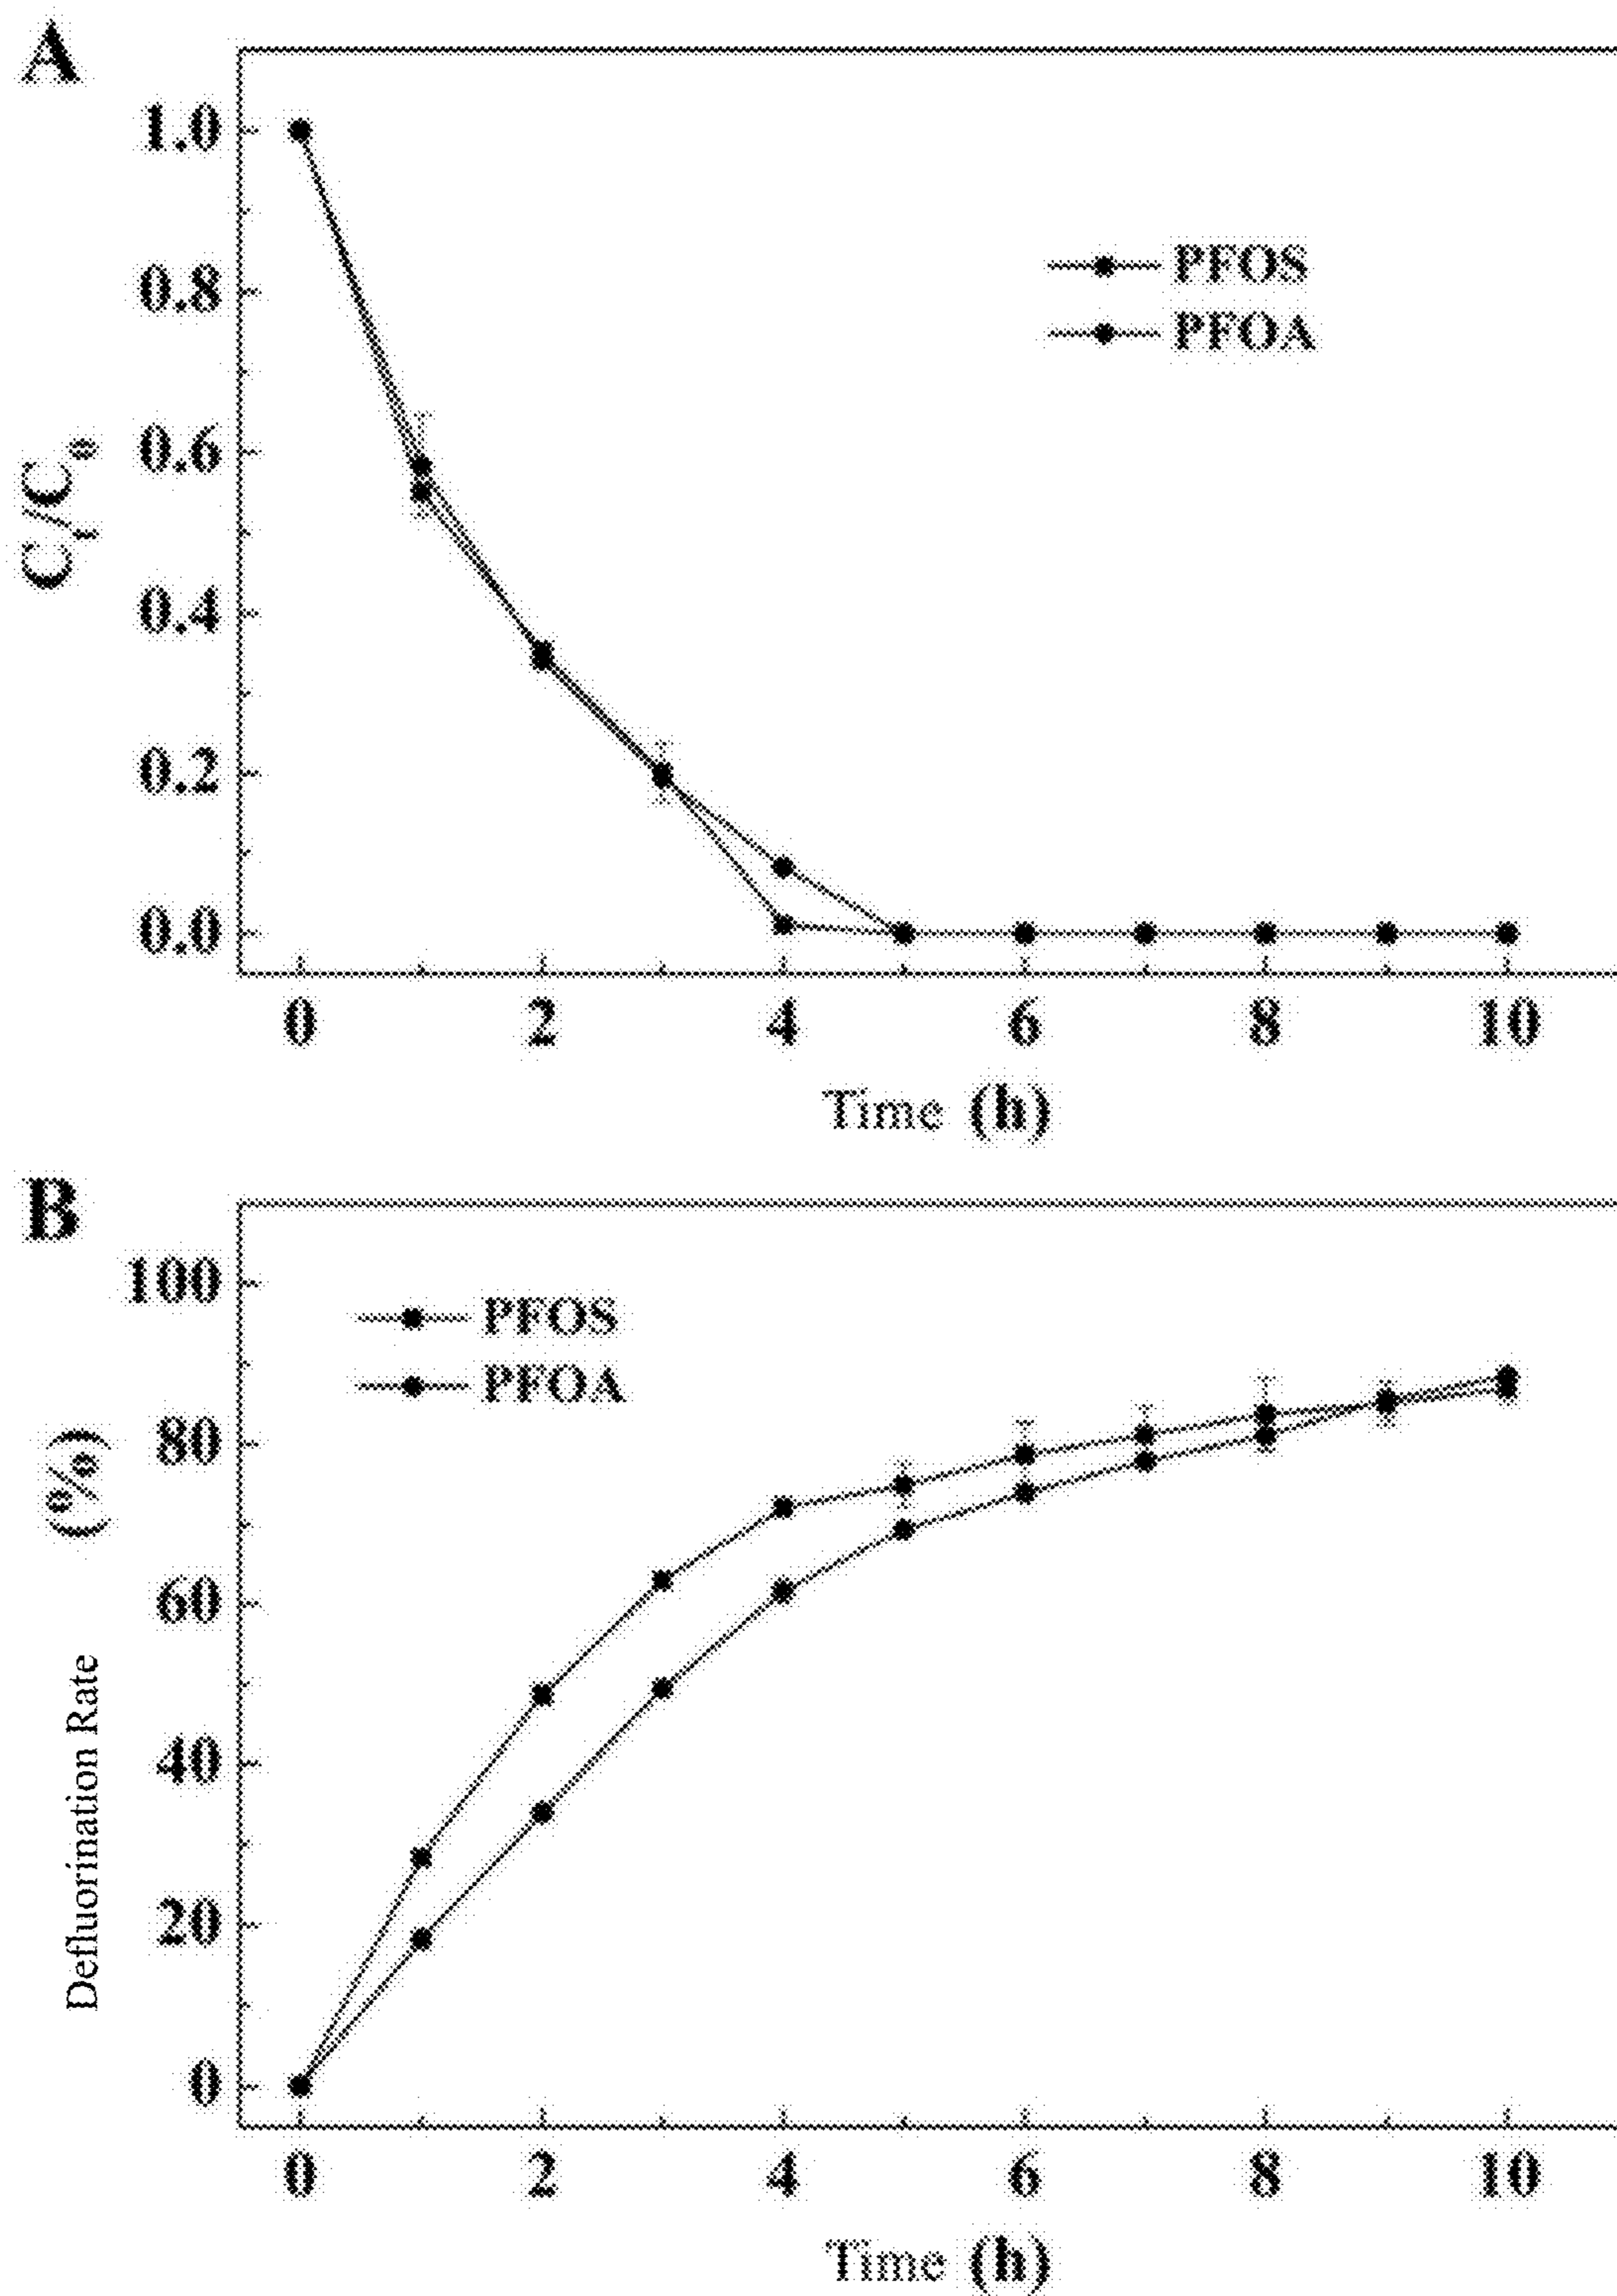 A
1.0
0.8
0.6
0.4
0.2
0.0
Ct/C0
PFOS
PFOA
0 2 4 6 8 10
Time (h)
B
100
80
60
40
20
0
Defluorination Rate (%)
PFOS
PFOA
0 2 4 6 8 10
Time (h)